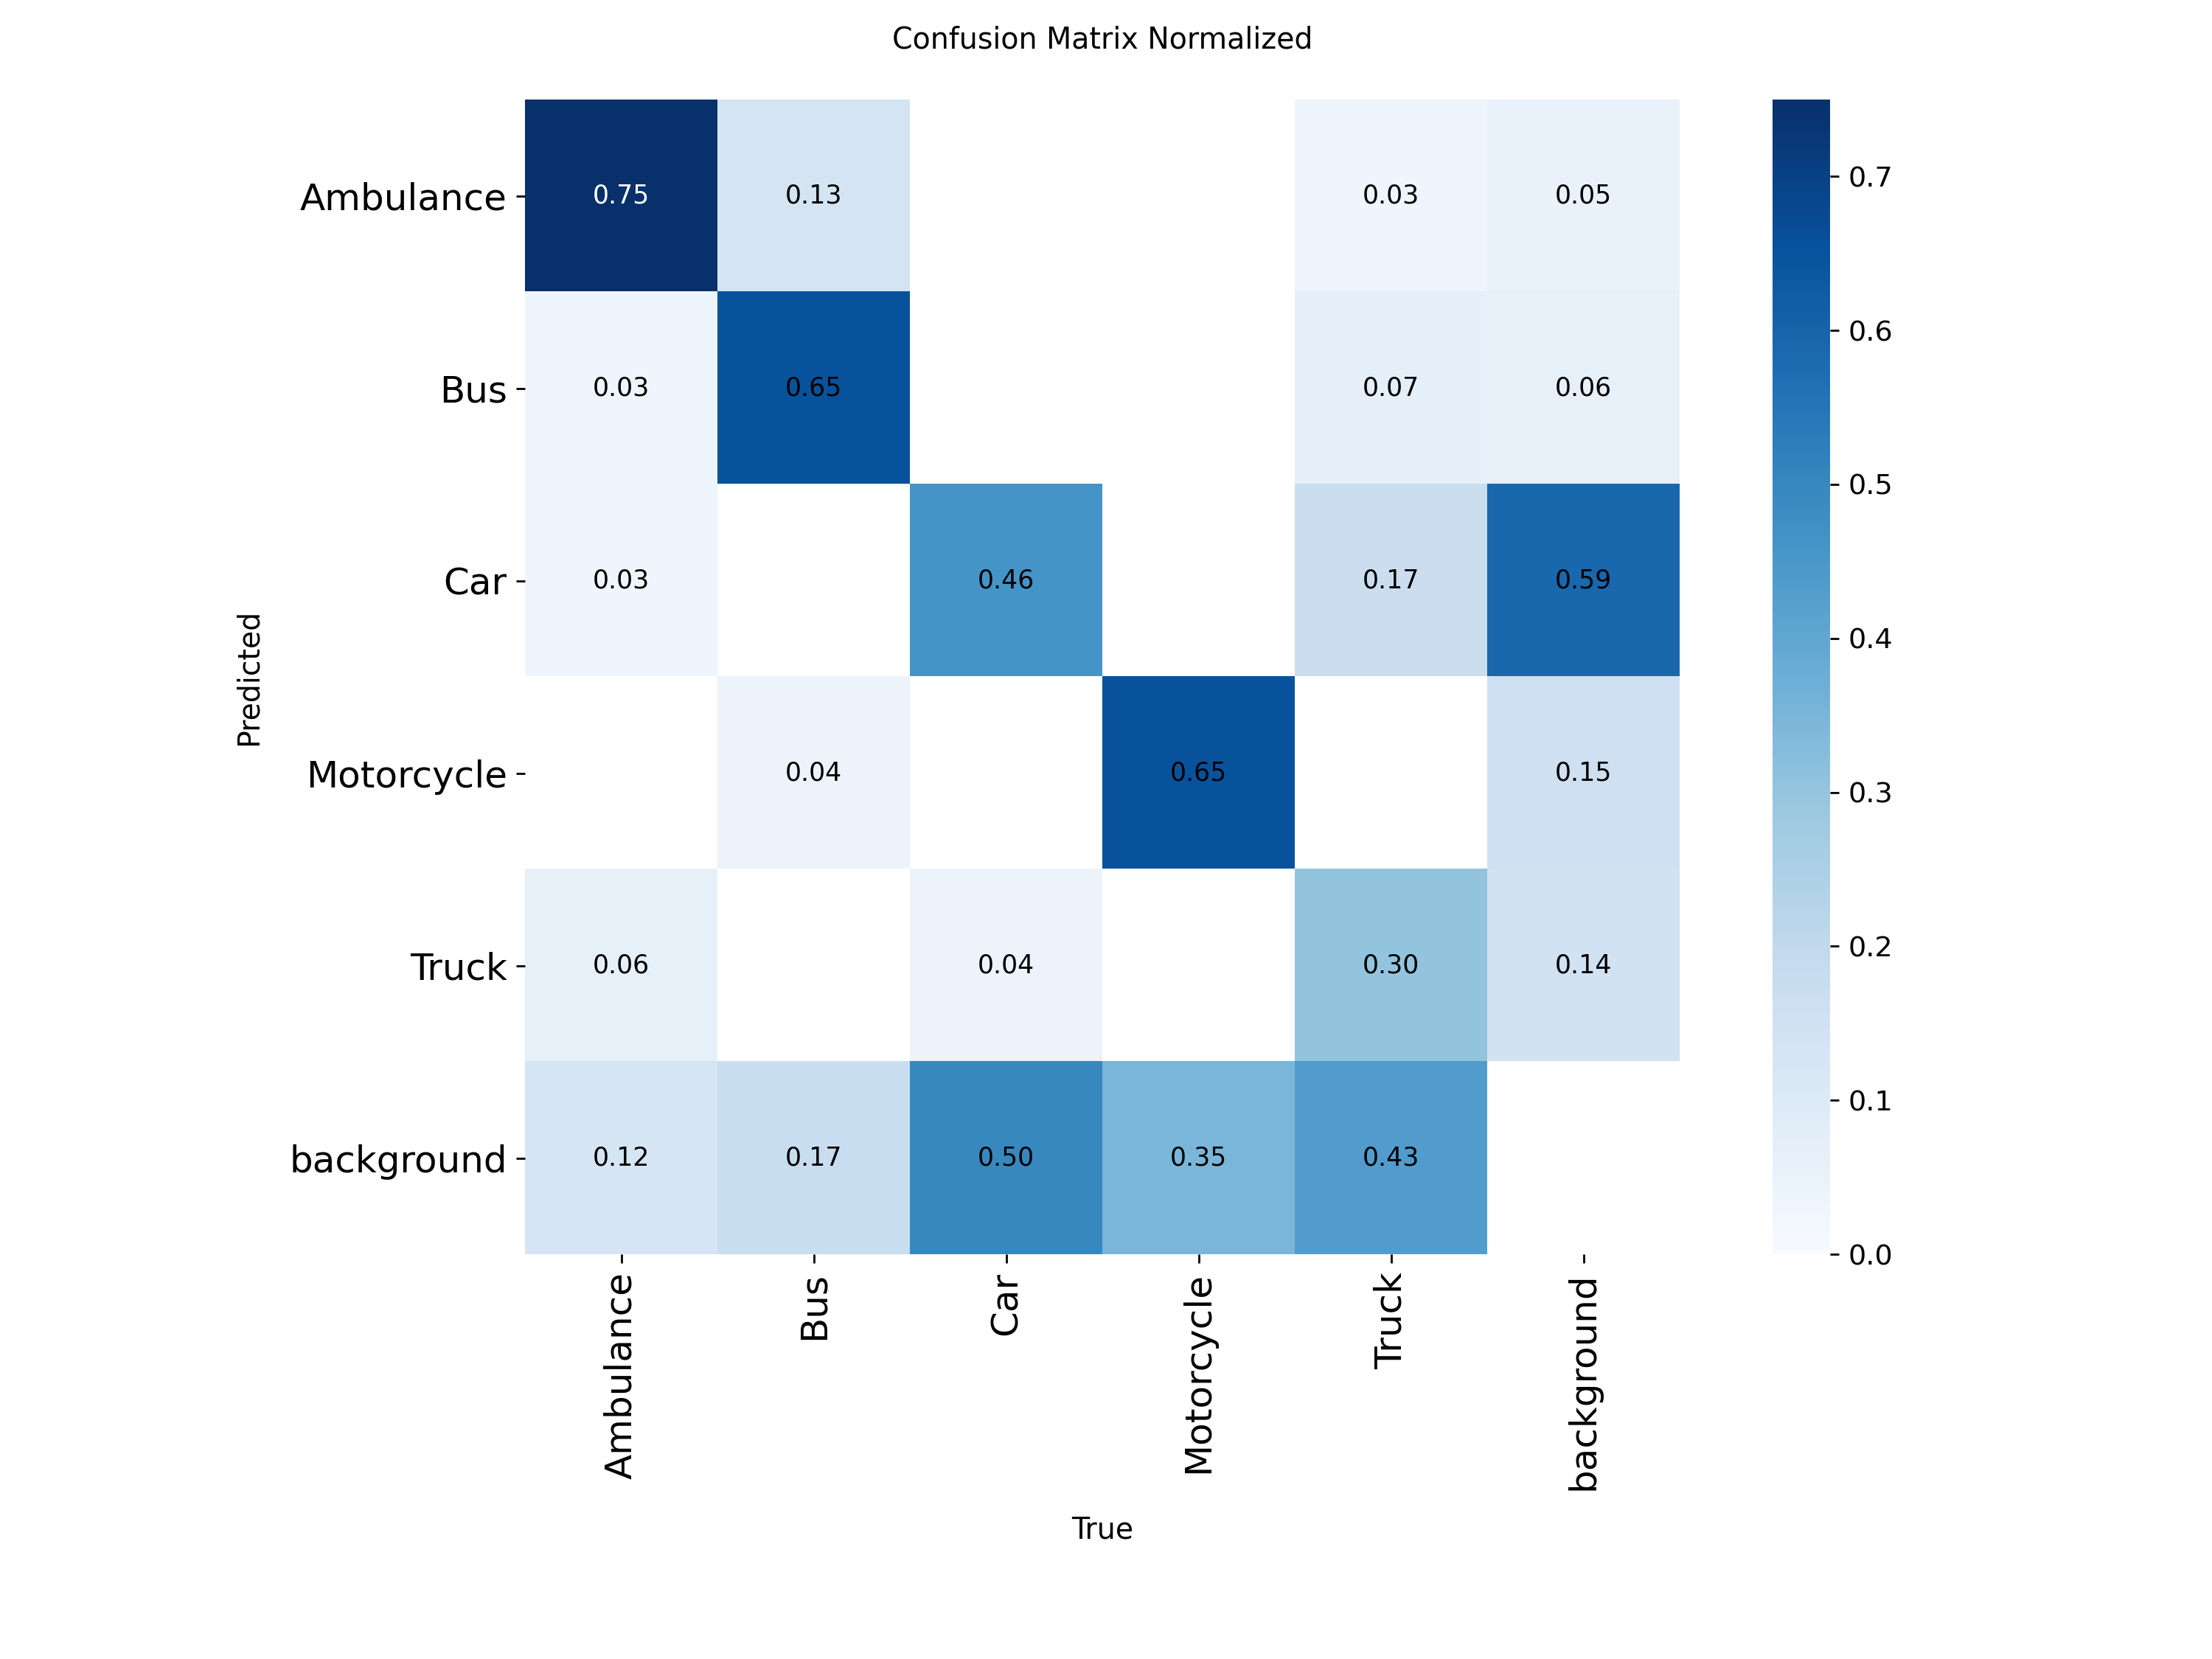 Confusion Matrix Normalized
Ambulance 0.75 0.13 0.03 0.05
Bus 0.03 0.65 0.07 0.06
Car 0.03 0.46 0.17 0.59
Motorcycle 0.04 0.65 0.15
Truck 0.06 0.04 0.30 0.14
background 0.12 0.17 0.50 0.35 0.43
Predicted
Ambulance Bus Car Motorcycle Truck background
True
0.7
0.6
0.5
0.4
0.3
0.2
0.1
0.0